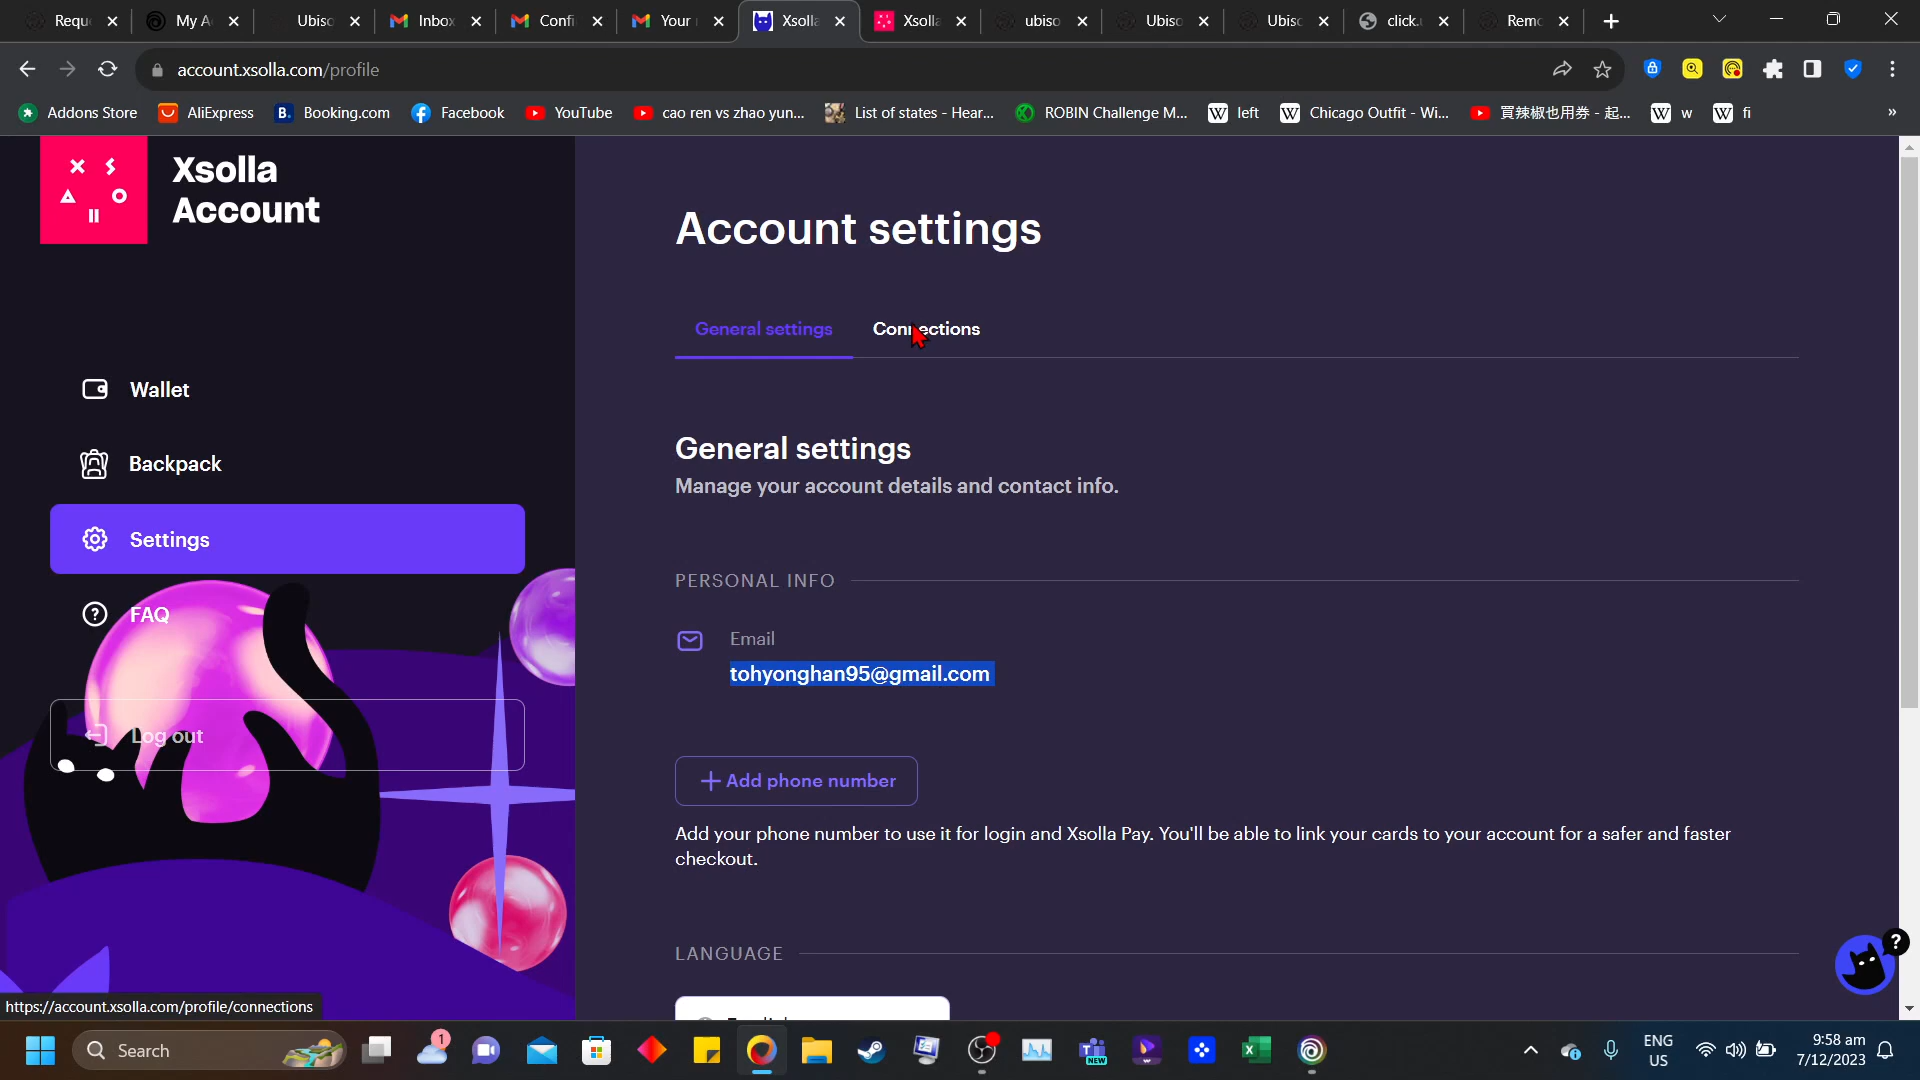 Requ
My A
Ubisc
Inbox
Confi
Your
Xsolla
Xsolla
ubiso
Ubiso
Ubisc
click.
Remo
account.xsolla.com/profile
Addons Store
AliExpress
Booking.com
Facebook
YouTube
cao ren vs zhao yun...
List of states - Hear...
ROBIN Challenge M...
left
Chicago Outfit - Wi...
買辣椒也用券 - 起...
w
fi
»
Xsolla
Account
Wallet
Backpack
Settings
FAQ
Log out
https://account.xsolla.com/profile/connections
Account settings
General settings
Connections
General settings
Manage your account details and contact info.
PERSONAL INFO
Email
tohyonghan95@gmail.com
+ Add phone number
Add your phone number to use it for login and Xsolla Pay. You'll be able to link your cards to your account for a safer and faster
checkout.
LANGUAGE
?
Search
1
NEW
ENG
US
9:58 am
7/12/2023